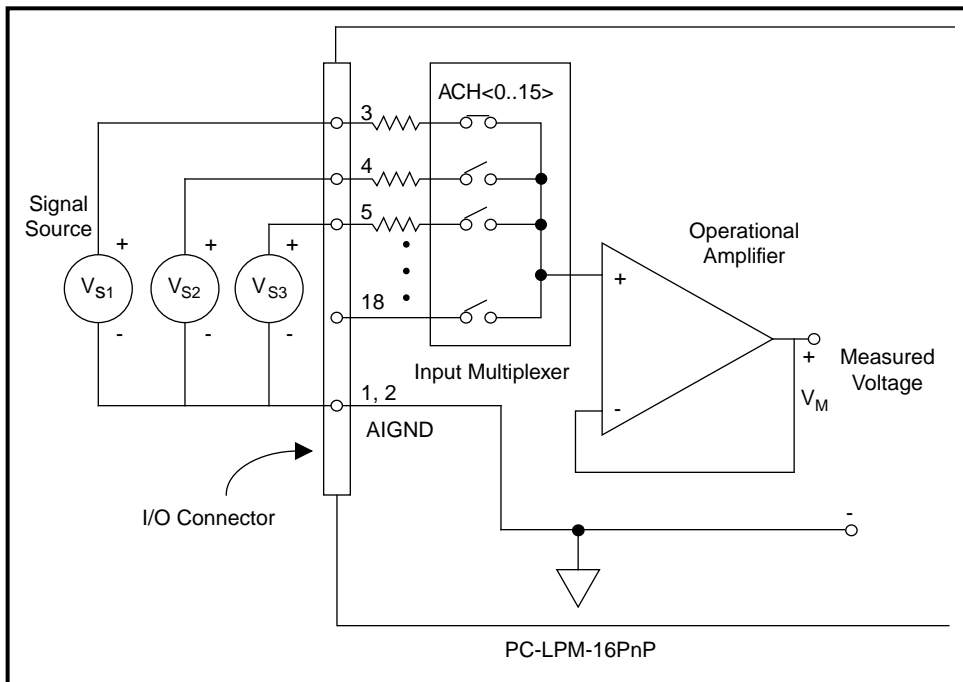 ACH<0..15>
3
4
5
18
Signal
Source
+
+
+
VS1
VS2
VS3
-
-
-
Input Multiplexer
Operational
Amplifier
+
-
+
VM
Measured
Voltage
1, 2
AIGND
I/O Connector
-
PC-LPM-16PnP